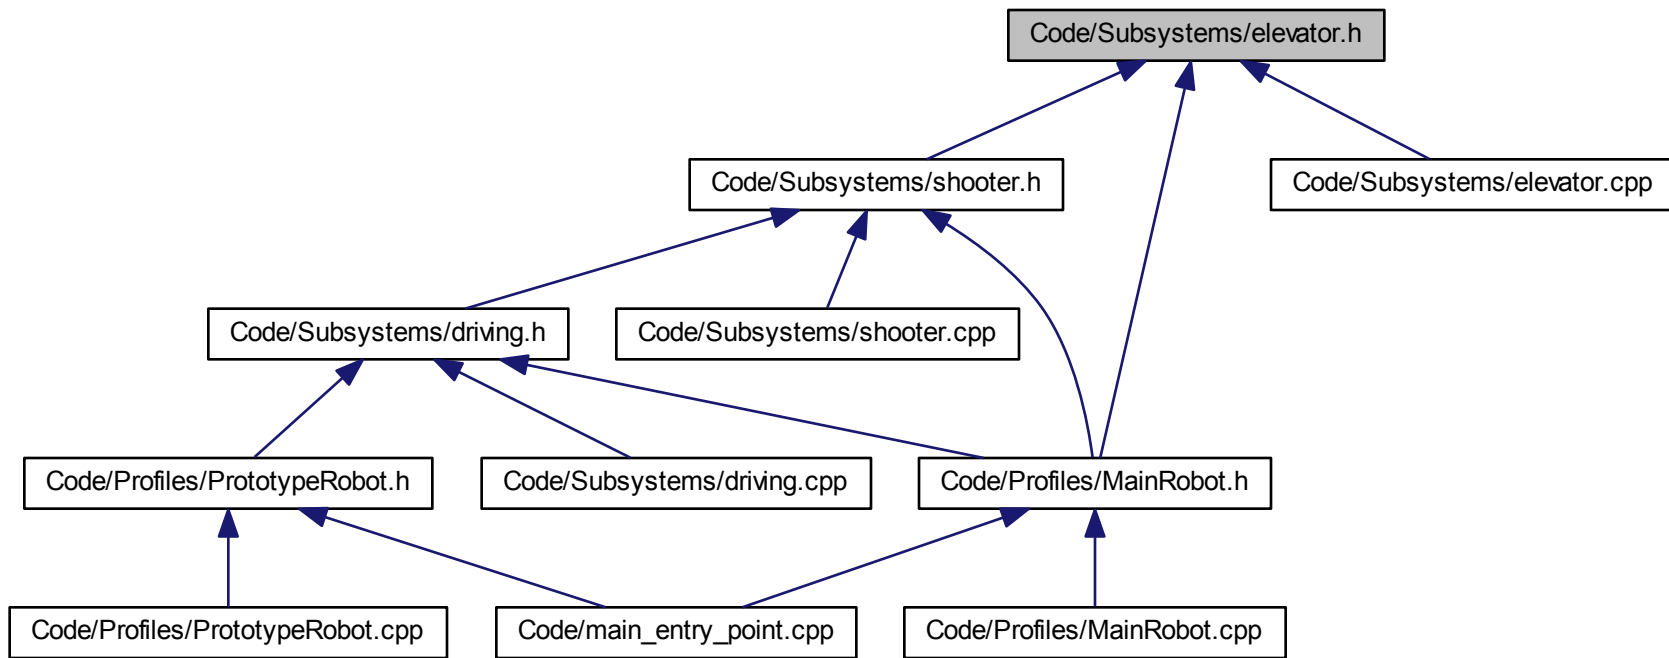 Code/Subsystems/elevator.h
Code/Subsystems/shooter.h
Code/Subsystems/elevator.cpp
Code/Subsystems/driving.h
Code/Subsystems/shooter.cpp
Code/Profiles/PrototypeRobot.h
Code/Subsystems/driving.cpp
Code/Profiles/MainRobot.h
Code/Profiles/PrototypeRobot.cpp
Code/main_entry_point.cpp
Code/Profiles/MainRobot.cpp